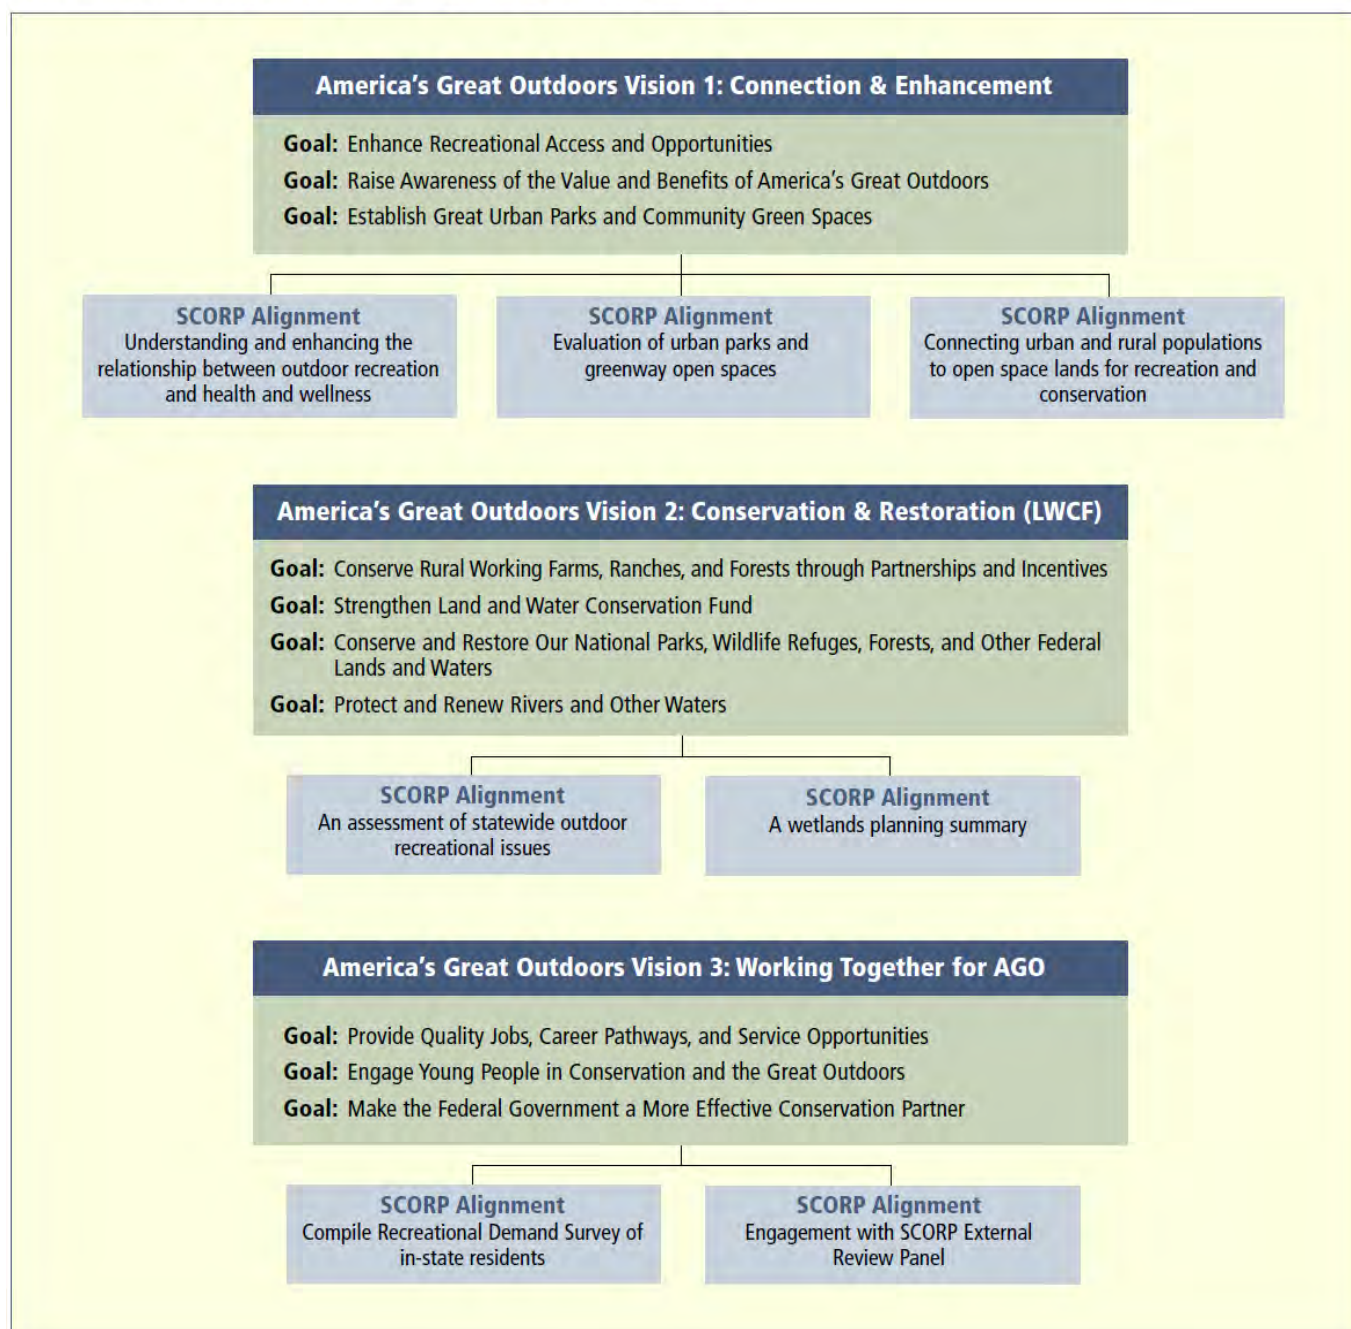 America's Great Outdoors Vision 1: Connection & Enhancement
Goal: Enhance Recreational Access and Opportunities
Goal: Raise Awareness of the Value and Benefits of America's Great Outdoors
Goal: Establish Great Urban Parks and Community Green Spaces
SCORP Alignment
Understanding and enhancing the
relationship between outdoor recreation
and health and wellness
SCORP Alignment
Evaluation of urban parks and
greenway open spaces
SCORP Alignment
Connecting urban and rural populations
to open space lands for recreation and
conservation
America's Great Outdoors Vision 2: Conservation & Restoration (LWCF)
Goal: Conserve Rural Working Farms, Ranches, and Forests through Partnerships and Incentives
Goal: Strengthen Land and Water Conservation Fund
Goal: Conserve and Restore Our National Parks, Wildlife Refuges, Forests, and Other Federal
Lands and Waters
Goal: Protect and Renew Rivers and Other Waters
SCORP Alignment
An assessment of statewide outdoor
recreational issues
SCORP Alignment
A wetlands planning summary
America's Great Outdoors Vision 3: Working Together for AGO
Goal: Provide Quality Jobs, Career Pathways, and Service Opportunities
Goal: Engage Young People in Conservation and the Great Outdoors
Goal: Make the Federal Government a More Effective Conservation Partner
SCORP Alignment
Compile Recreational Demand Survey of
in-state residents
SCORP Alignment
Engagement with SCORP External
Review Panel